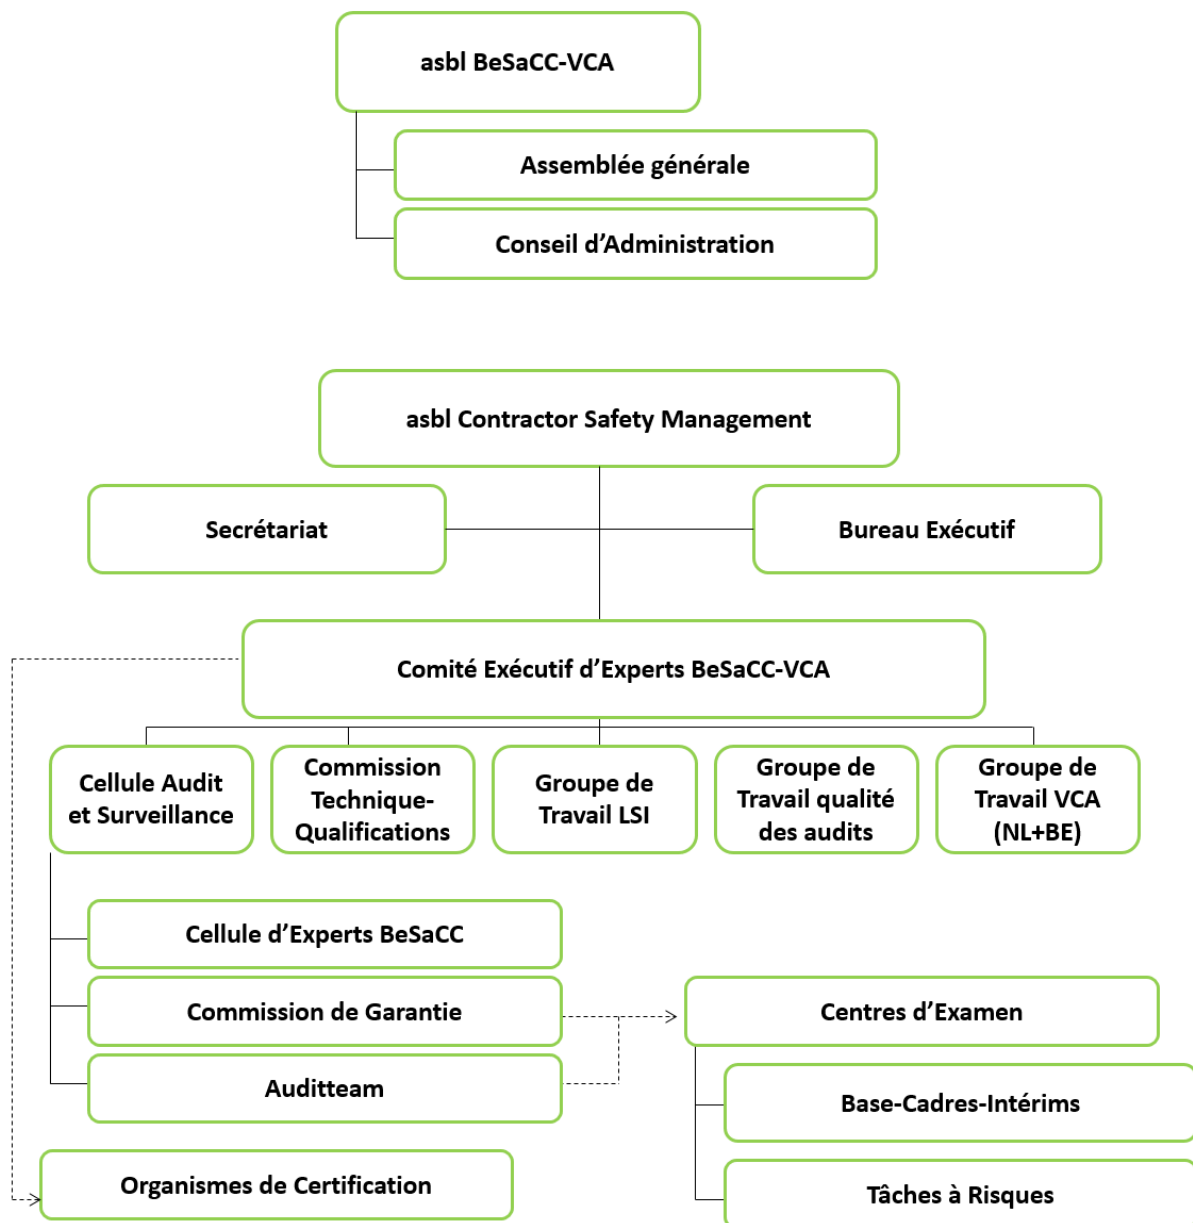 asbl BeSaCC-VCA
Assemblée générale
Conseil d’Administration
asbl Contractor Safety Management
Secrétariat
Bureau Exécutif
Comité Exécutif d’Experts BeSaCC-VCA
Cellule Audit
et Surveillance
Commission
Technique-
Qualifications
Groupe de
Travail LSI
Groupe de
Travail qualité
des audits
Groupe de
Travail VCA
(NL+BE)
Cellule d’Experts BeSaCC
Commission de Garantie
Auditteam
Organismes de Certification
Centres d’Examen
Base-Cadres-Intérims
Tâches à Risques